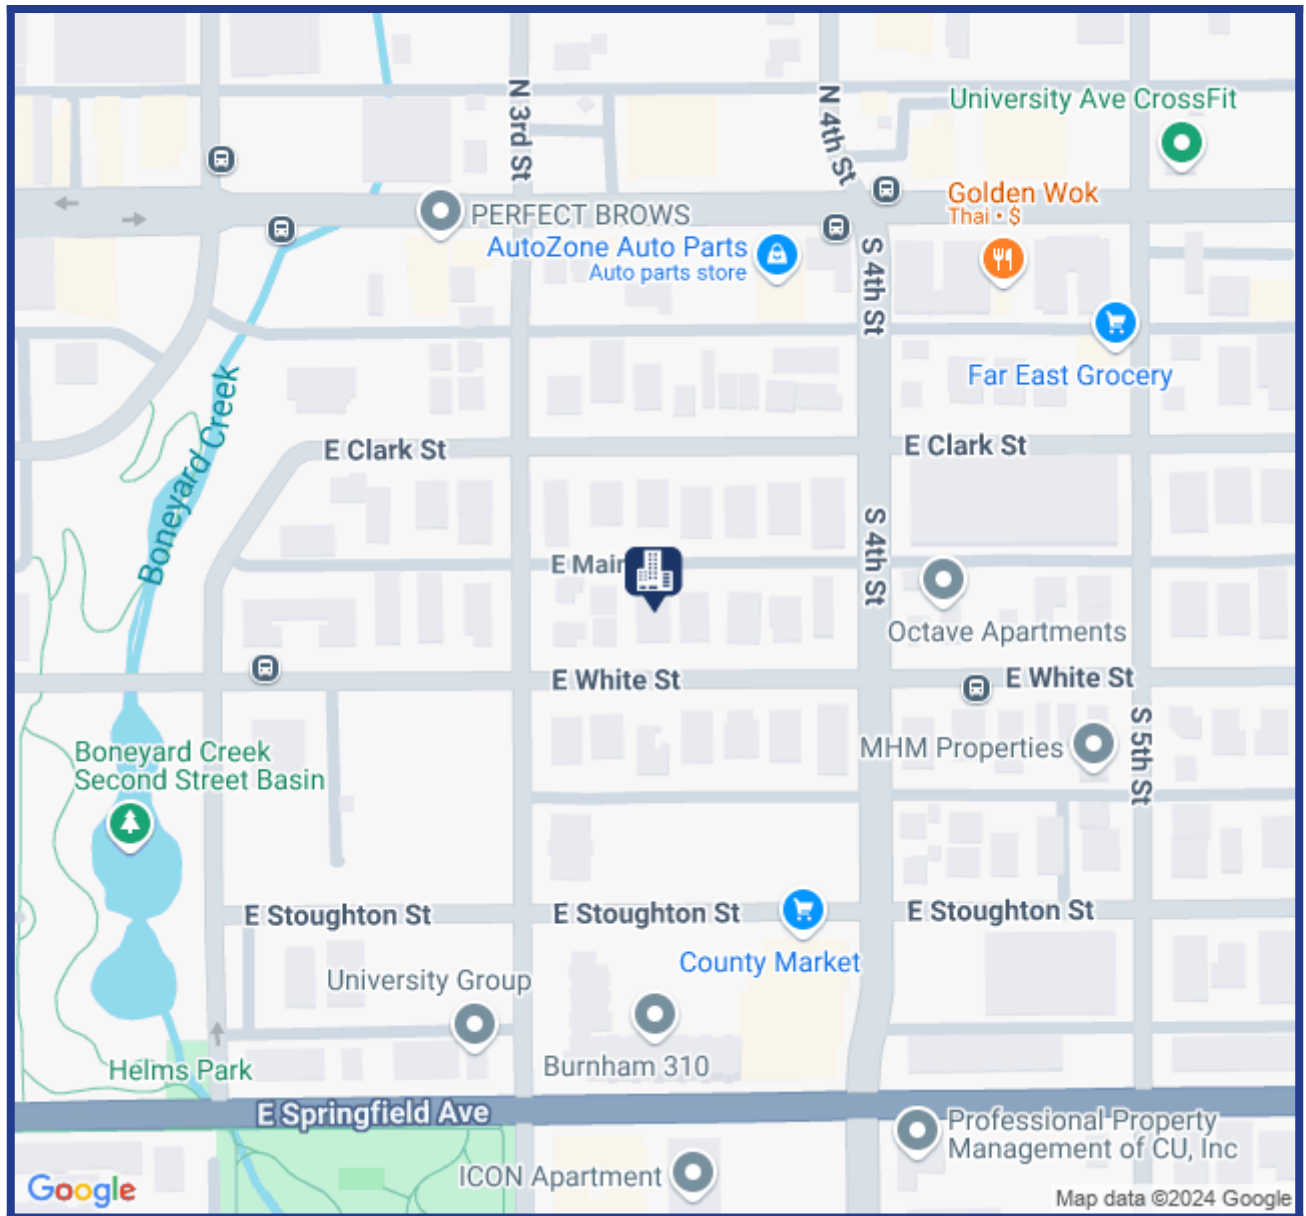 University Ave CrossFit
N 3rd St
N 4th St
Golden Wok
Thai • $
PERFECT BROWS
AutoZone Auto Parts
Auto parts store
S 4th St
Far East Grocery
Boneyard Creek
E Clark St
E Clark St
S 4th St
E Main
Octave Apartments
E White St
E White St
S 5th St
MHM Properties
Boneyard Creek
Second Street Basin
E Stoughton St
E Stoughton St
E Stoughton St
County Market
University Group
Burnham 310
Helms Park
E Springfield Ave
Professional Property
Management of CU, Inc
ICON Apartment
Google
Map data ©2024 Google